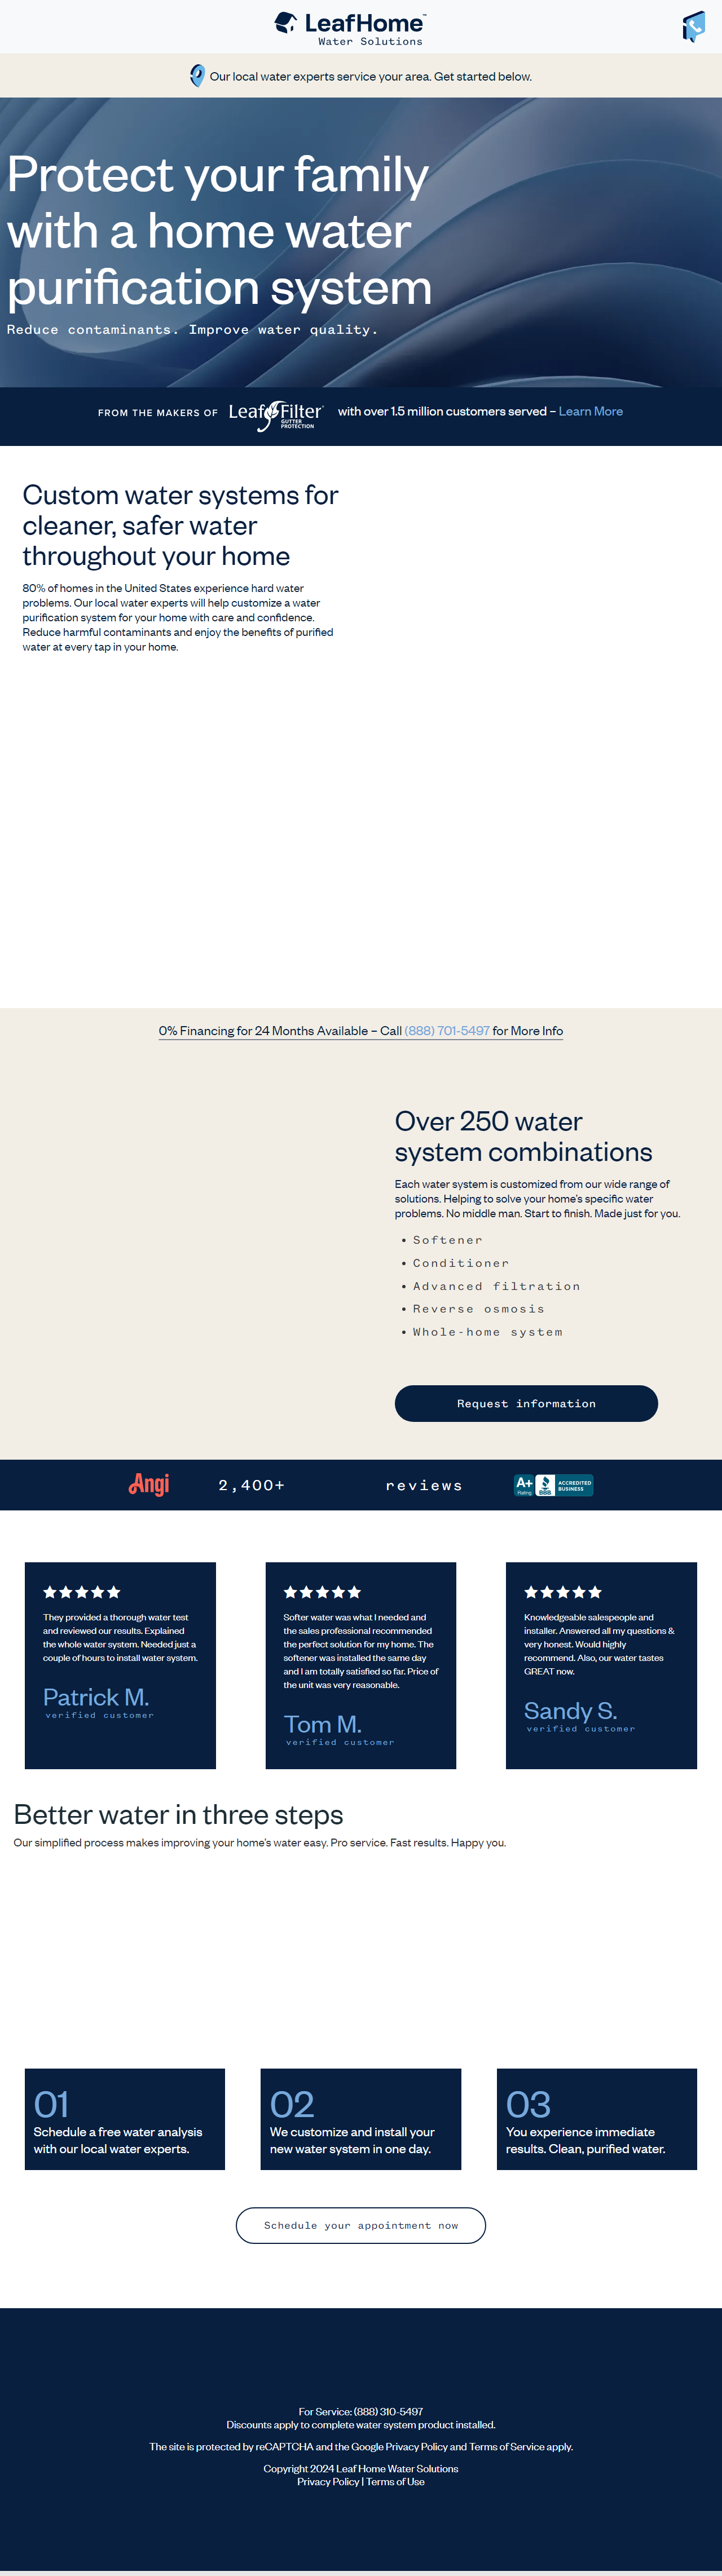 LeafHome™
Water Solutions
Our local water experts service your area. Get started below.
Protect your family
with a home water
purification system
Reduce contaminants. Improve water quality.
FROM THE MAKERS OF LeafFilter GUTTER PROTECTION with over 1.5 million customers served – Learn More
Custom water systems for
cleaner, safer water
throughout your home
80% of homes in the United States experience hard water
problems. Our local water experts will help customize a water
purification system for your home with care and confidence.
Reduce harmful contaminants and enjoy the benefits of purified
water at every tap in your home.
0% Financing for 24 Months Available – Call (888) 701-5497 for More Info
Over 250 water
system combinations
Each water system is customized from our wide range of
solutions. Helping to solve your home's specific water
problems. No middle man. Start to finish. Made just for you.
• Softener
• Conditioner
• Advanced filtration
• Reverse osmosis
• Whole-home system
Request information
Angi 2,400+ reviews A+ Rating BBB ACCREDITED BUSINESS
They provided a thorough water test
and reviewed our results. Explained
the whole water system. Needed just a
couple of hours to install water system.
Patrick M.
verified customer
Softer water was what I needed and
the sales professional recommended
the perfect solution for my home. The
softener was installed the same day
and I am totally satisfied so far. Price of
the unit was very reasonable.
Tom M.
verified customer
Knowledgeable salespeople and
installer. Answered all my questions &
very honest. Would highly
recommend. Also, our water tastes
GREAT now.
Sandy S.
verified customer
Better water in three steps
Our simplified process makes improving your home's water easy. Pro service. Fast results. Happy you.
01
Schedule a free water analysis
with our local water experts.
02
We customize and install your
new water system in one day.
03
You experience immediate
results. Clean, purified water.
Schedule your appointment now
For Service: (888) 310-5497
Discounts apply to complete water system product installed.
The site is protected by reCAPTCHA and the Google Privacy Policy and Terms of Service apply.
Copyright 2024 Leaf Home Water Solutions
Privacy Policy | Terms of Use